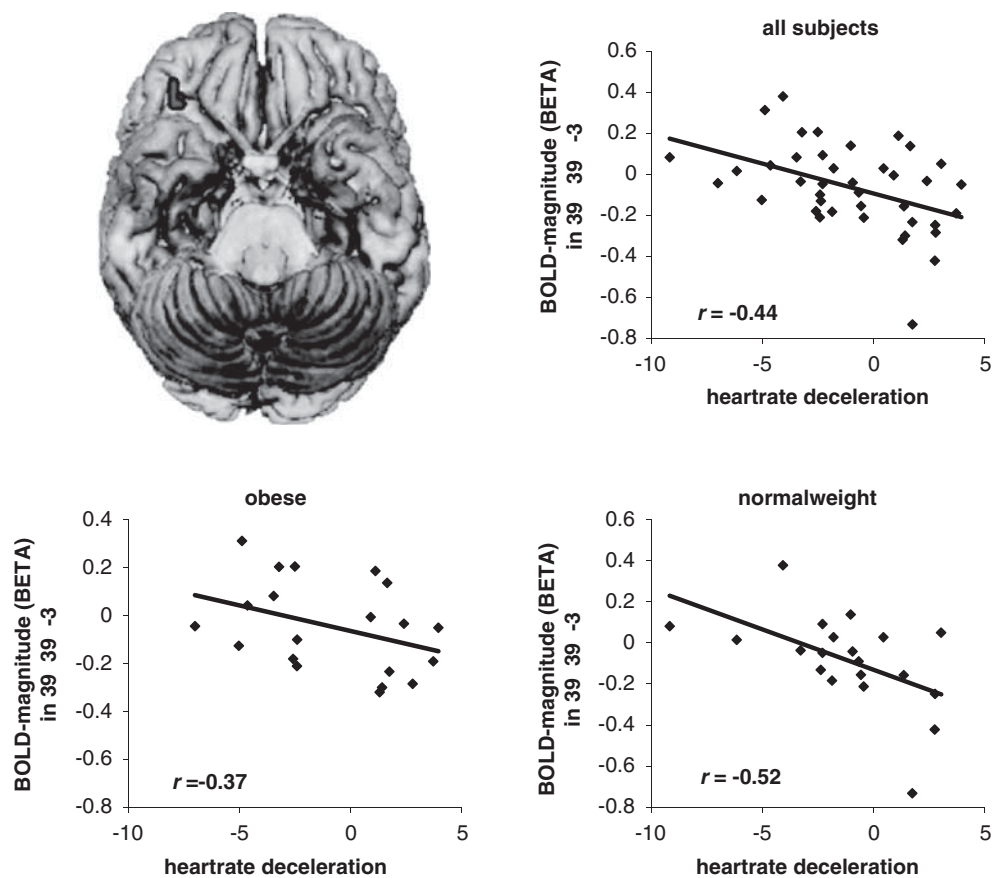 all subjects
0.6
0.4
0.2
0
-0.2
-0.4
-0.6
-0.8
BOLD-magnitude (BETA)
in 39 39 -3
r = -0.44
-10 -5 0 5
heartrate deceleration
obese
0.4
0.2
0
-0.2
-0.4
-0.6
-0.8
BOLD-magnitude (BETA)
in 39 39 -3
r =-0.37
-10 -5 0 5
heartrate deceleration
normalweight
0.6
0.4
0.2
0
-0.2
-0.4
-0.6
-0.8
BOLD-magnitude (BETA)
in 39 39 -3
r = -0.52
-10 -5 0 5
heartrate deceleration